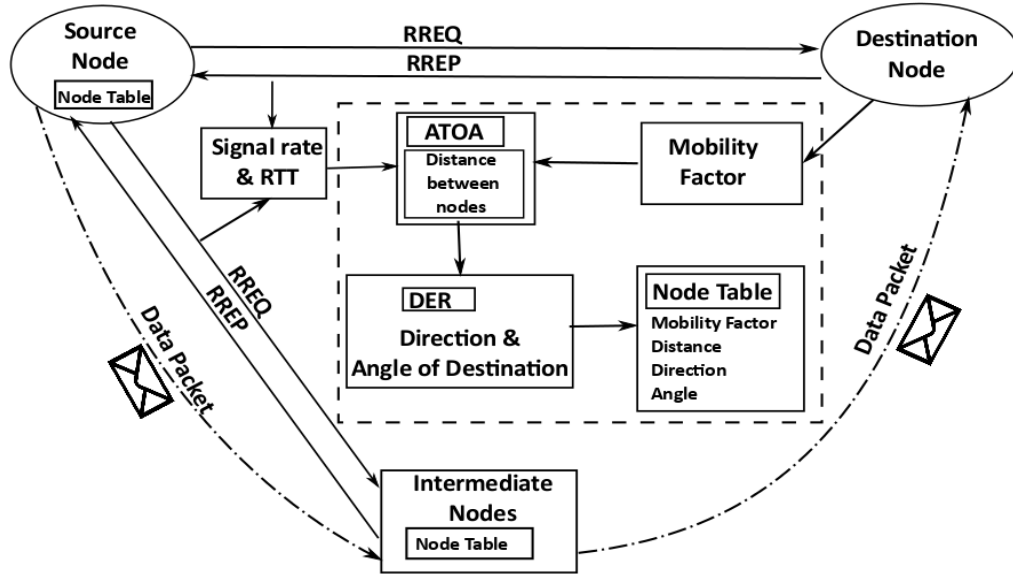 Source
Node
Node Table
RREQ
RREP
Destination
Node
Signal rate
& RTT
ATOA
Distance
between
nodes
Mobility
Factor
RREQ
RREP
DER
Direction &
Angle of Destination
Node Table
Mobility Factor
Distance
Direction
Angle
Data Packet
Data Packet
Intermediate
Nodes
Node Table